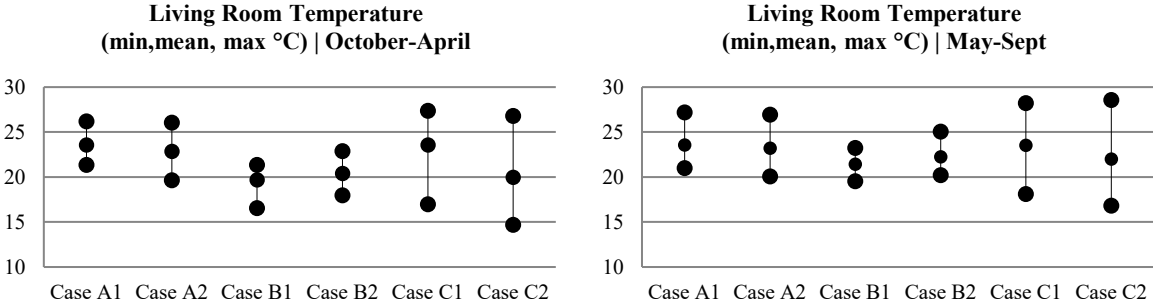 Living Room Temperature
(min,mean, max °C) | October-April
30
25
20
15
10
Case A1 Case A2 Case B1 Case B2 Case C1 Case C2
Living Room Temperature
(min,mean, max °C) | May-Sept
30
25
20
15
10
Case A1 Case A2 Case B1 Case B2 Case C1 Case C2